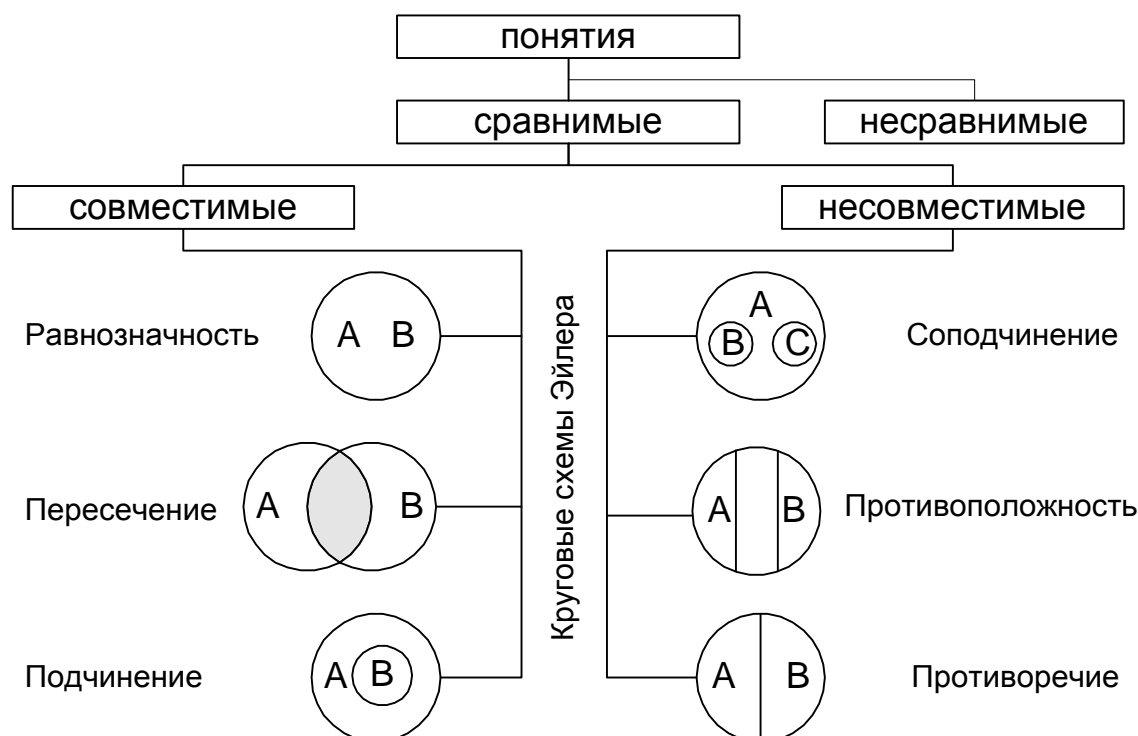 понятия
сравнимые
несравнимые
совместимые
несовместимые
Равнозначность
A B
Пересечение
A B
Подчинение
A B
Круговые схемы Эйлера
A
B C
Соподчинение
A B
Противоположность
A B
Противоречие